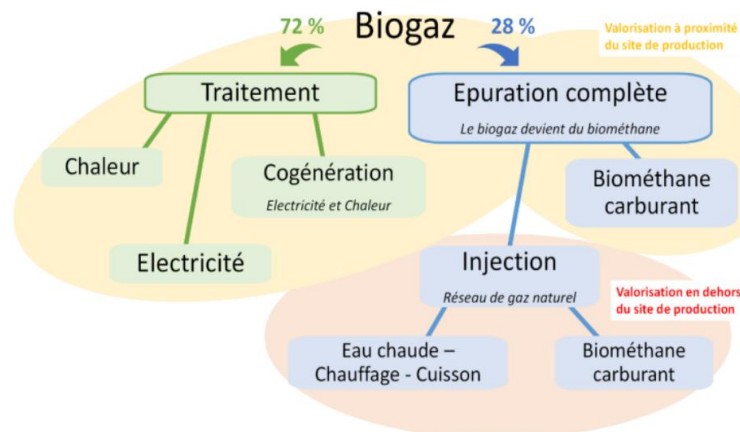 72 %
Biogaz
28 %
Valorisation à proximité
du site de production
Traitement
Epuration complète
Le biogaz devient du biométhane
Chaleur
Cogénération
Electricité et Chaleur
Biométhane
carburant
Electricité
Injection
Réseau de gaz naturel
Valorisation en dehors
du site de production
Eau chaude –
Chauffage - Cuisson
Biométhane
carburant